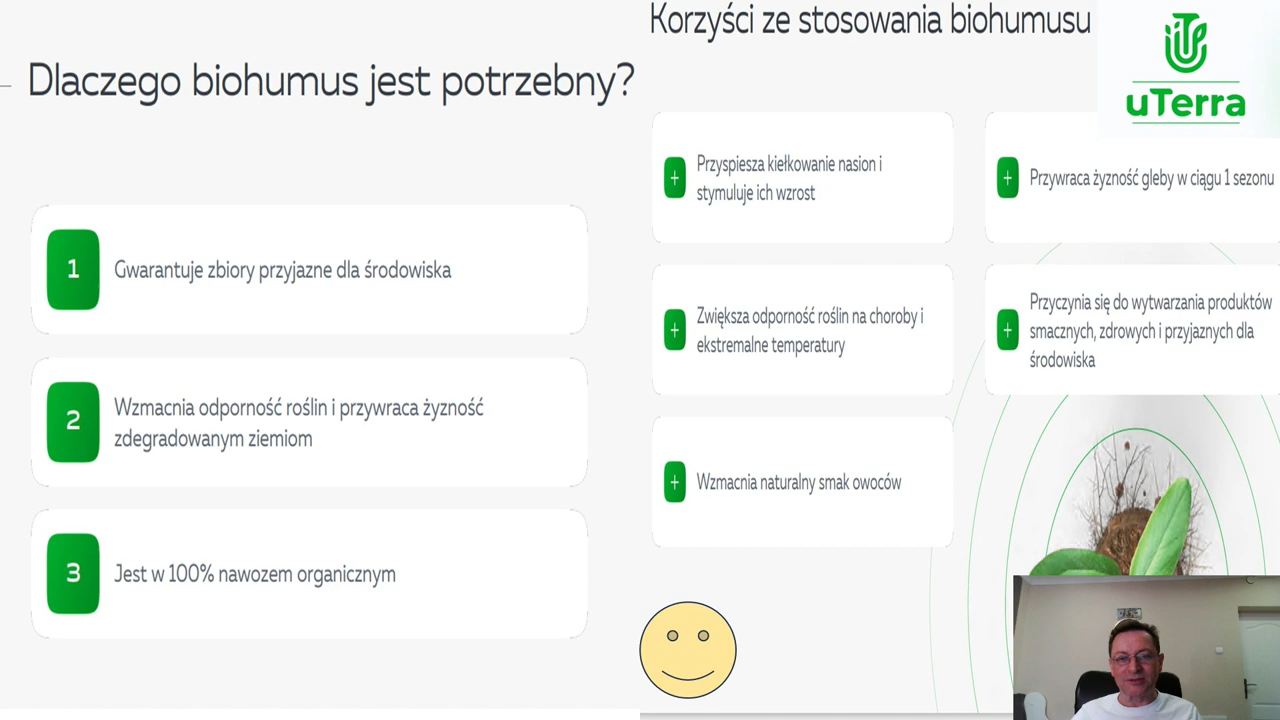 Dlaczego biohumus jest potrzebny?
1
Gwarantuje zbiory przyjazne dla środowiska
2
Wzmacnia odporność roślin i przywraca żyzność
zdegradowanym ziemiom
3
Jest w 100% nawozem organicznym
Korzyści ze stosowania biohumusu
uTerra
+
Przyspiesza kiełkowanie nasion i
stymuluje ich wzrost
+
Przywraca żyzność gleby w ciągu 1 sezonu
+
Zwiększa odporność roślin na choroby i
ekstremalne temperatury
+
Przyczynia się do wytwarzania produktów
smacznych, zdrowych i przyjaznych dla
środowiska
+
Wzmacnia naturalny smak owoców